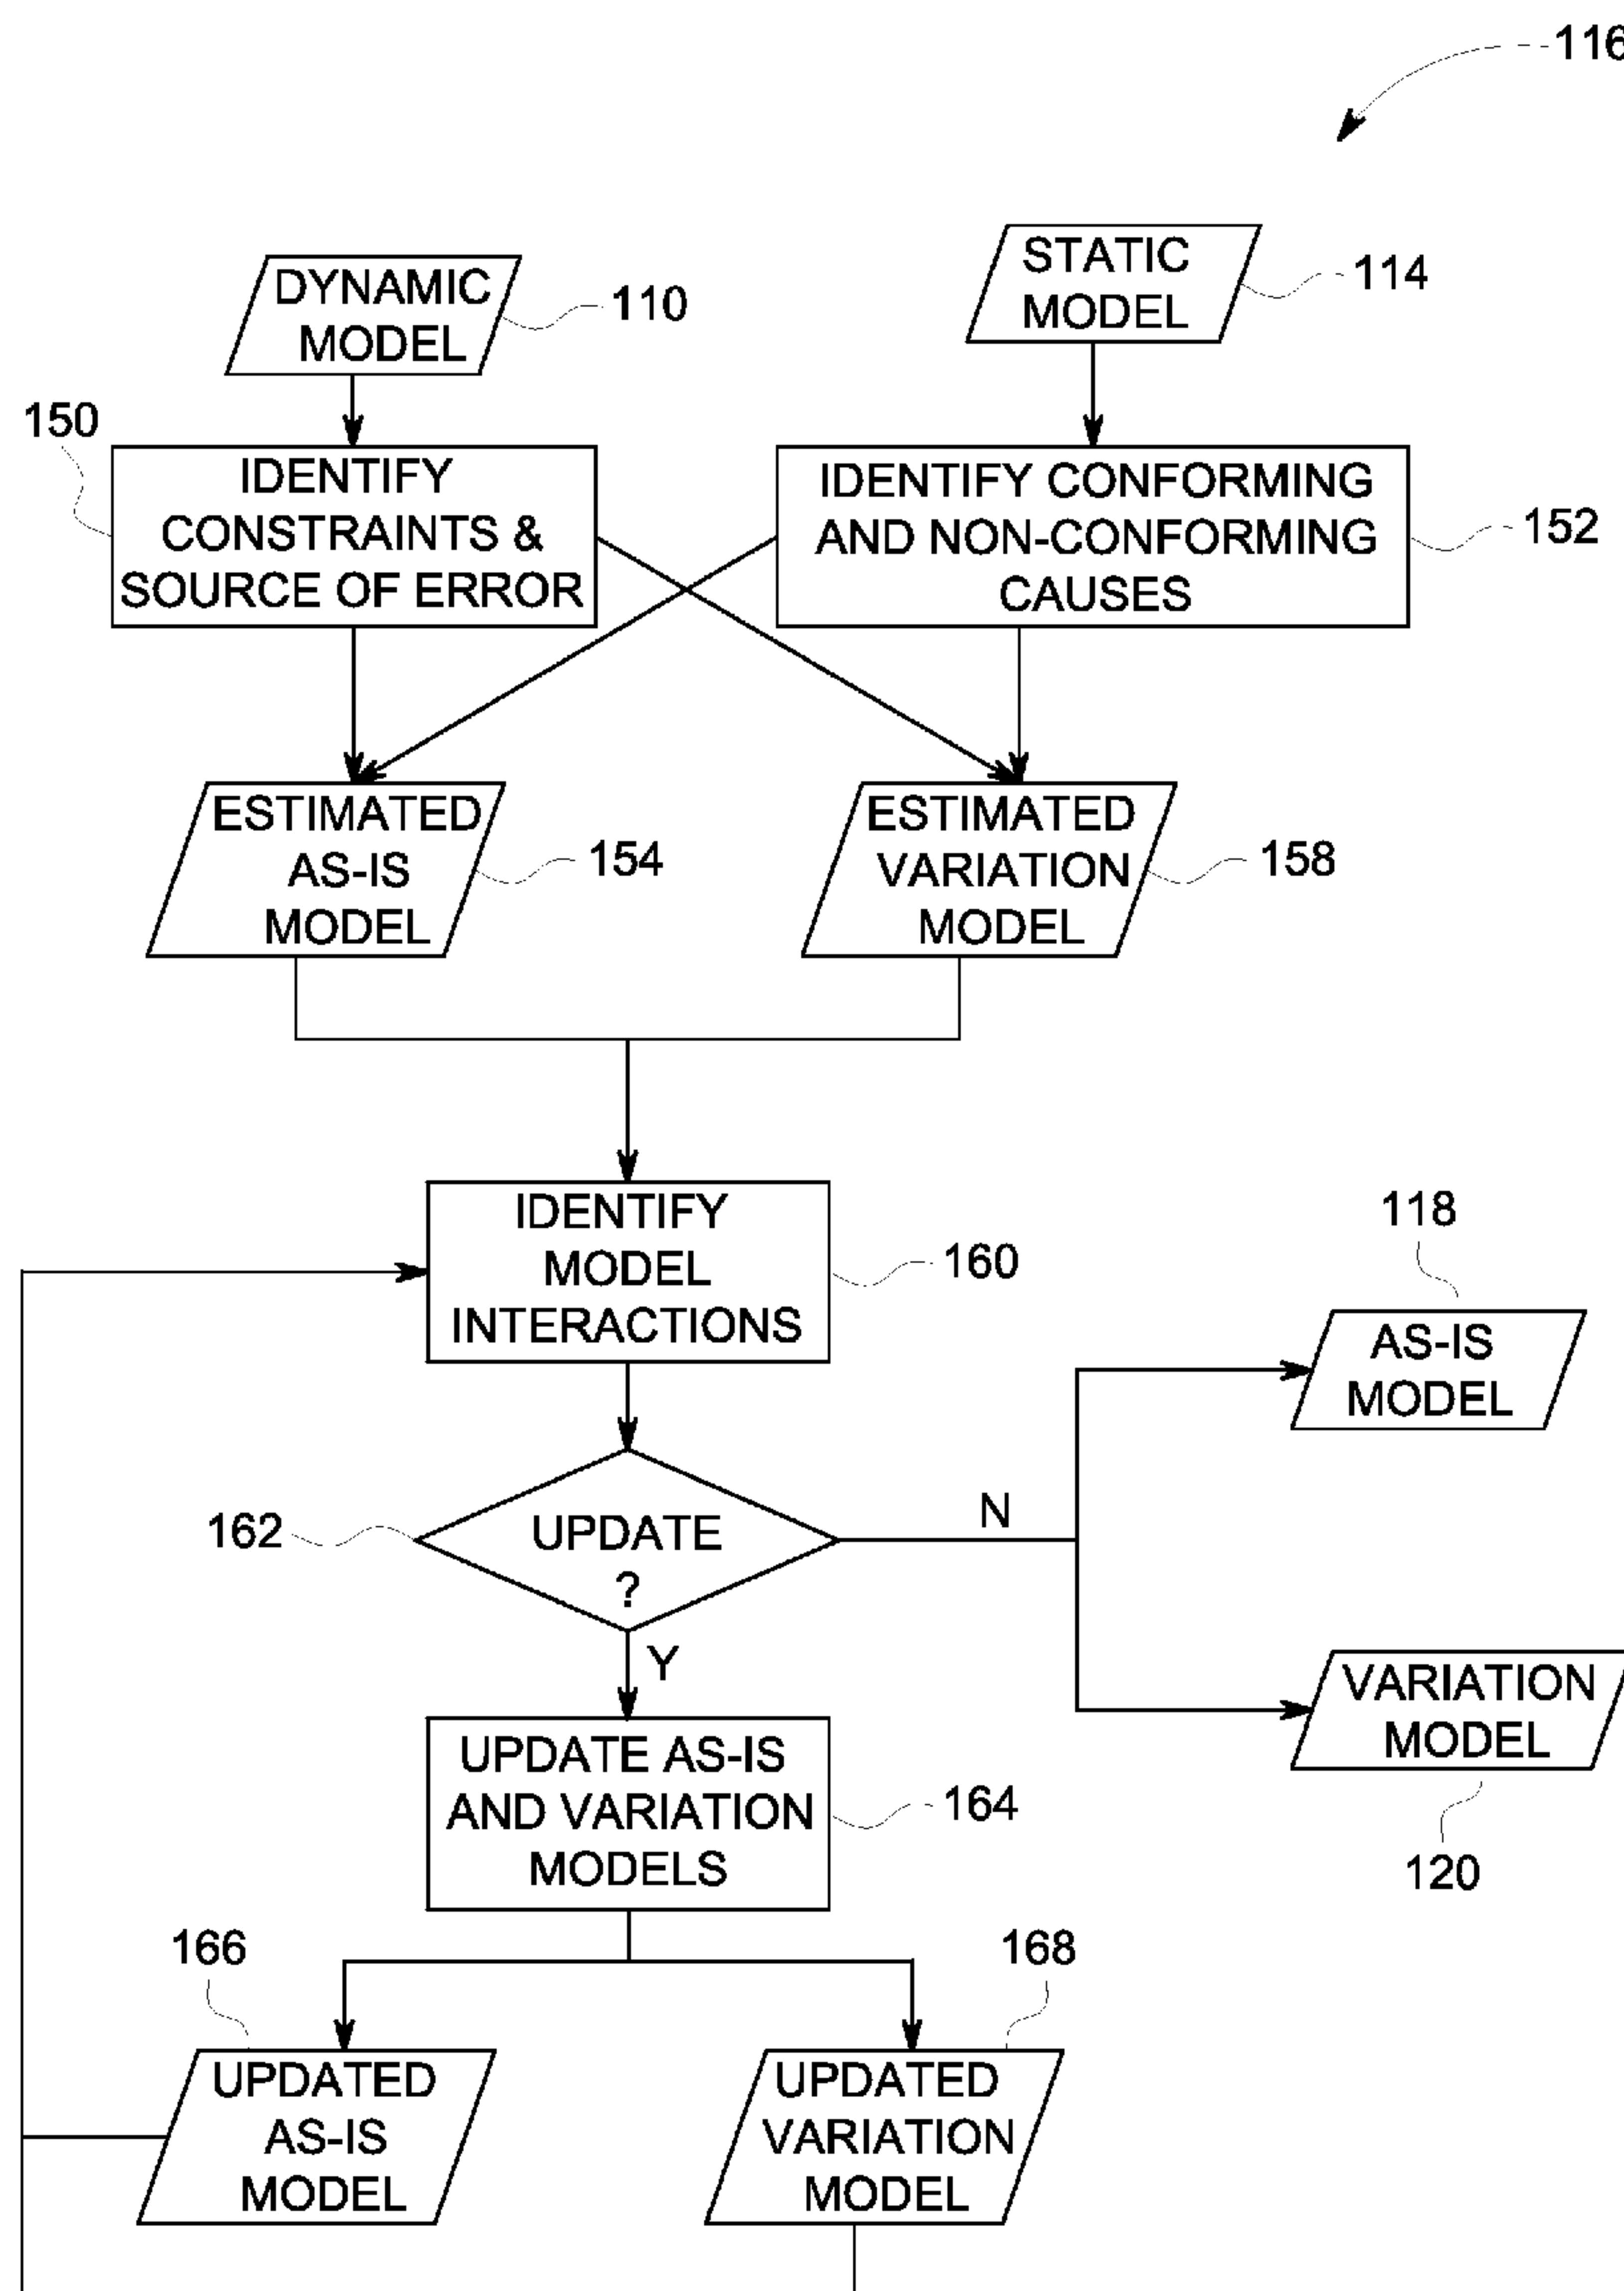 116
DYNAMIC
MODEL
110
STATIC
MODEL
114
150
IDENTIFY
CONSTRAINTS &
SOURCE OF ERROR
IDENTIFY CONFORMING
AND NON-CONFORMING
CAUSES
152
ESTIMATED
AS-IS
MODEL
154
ESTIMATED
VARIATION
MODEL
158
IDENTIFY
MODEL
INTERACTIONS
160
118
AS-IS
MODEL
162
UPDATE
?
N
Y
VARIATION
MODEL
120
UPDATE AS-IS
AND VARIATION
MODELS
164
166
UPDATED
AS-IS
MODEL
168
UPDATED
VARIATION
MODEL